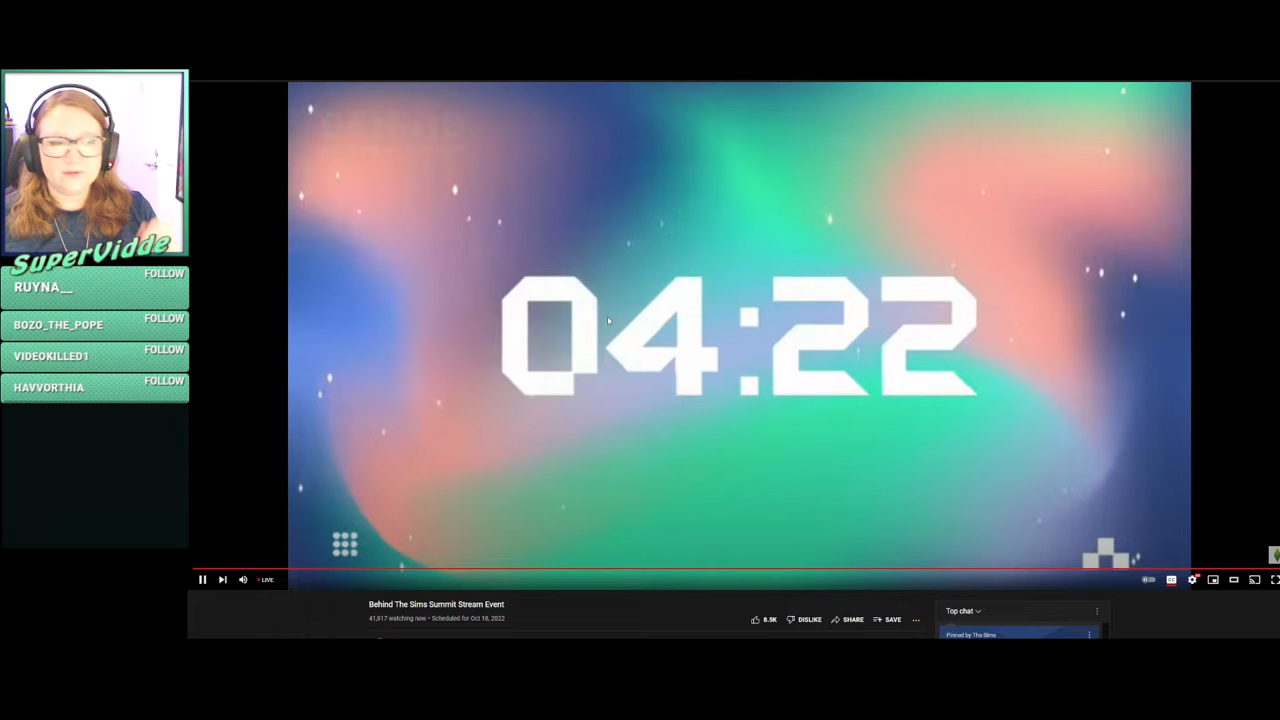 SuperVidde
FOLLOW
RUYNA__
FOLLOW
BOZO_THE_POPE
FOLLOW
VIDEOKILLED1
FOLLOW
HAVVORTHIA
04:22
LIVE
CC
Behind The Sims Summit Stream Event
41,917 watching now • Scheduled for Oct 18, 2022
8.5K
DISLIKE
SHARE
SAVE
Top chat
Pinned by The Sims